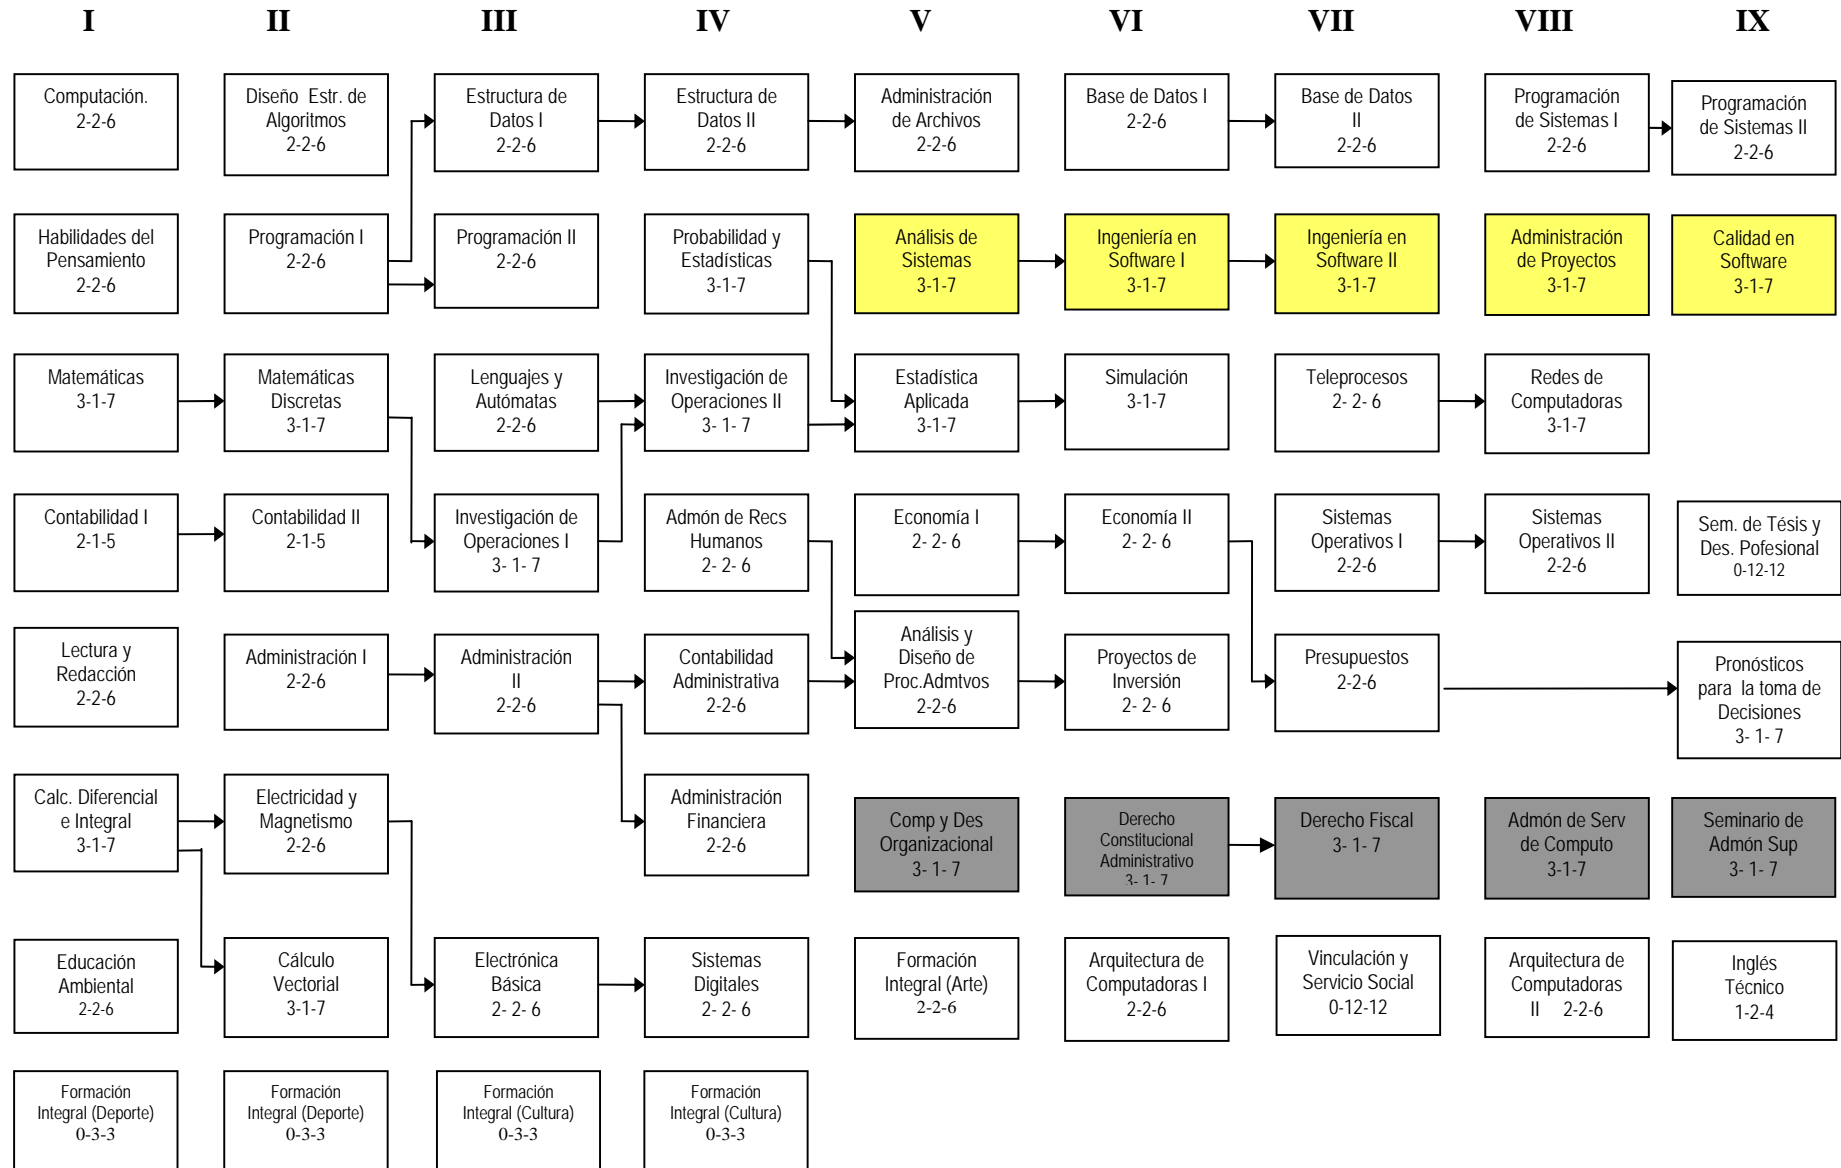 I II III IV V VI VII VIII IX
Computación.
2-2-6
Diseño Estr. de
Algoritmos
2-2-6
Estructura de
Datos I
2-2-6
Estructura de
Datos II
2-2-6
Administración
de Archivos
2-2-6
Base de Datos I
2-2-6
Base de Datos
II
2-2-6
Programación
de Sistemas I
2-2-6
Programación
de Sistemas II
2-2-6
Habilidades del
Pensamiento
2-2-6
Programación I
2-2-6
Programación II
2-2-6
Probabilidad y
Estadísticas
3-1-7
Análisis de
Sistemas
3-1-7
Ingeniería en
Software I
3-1-7
Ingeniería en
Software II
3-1-7
Administración
de Proyectos
3-1-7
Calidad en
Software
3-1-7
Matemáticas
3-1-7
Matemáticas
Discretas
3-1-7
Lenguajes y
Autómatas
2-2-6
Investigación de
Operaciones II
3- 1- 7
Estadística
Aplicada
3-1-7
Simulación
3-1-7
Teleprocesos
2- 2- 6
Redes de
Computadoras
3-1-7
Contabilidad I
2-1-5
Contabilidad II
2-1-5
Investigación de
Operaciones I
3- 1- 7
Admón de Recs
Humanos
2- 2- 6
Economía I
2- 2- 6
Economía II
2- 2- 6
Sistemas
Operativos I
2-2-6
Sistemas
Operativos II
2-2-6
Sem. de Tésis y
Des. Pofesional
0-12-12
Lectura y
Redacción
2-2-6
Administración I
2-2-6
Administración
II
2-2-6
Contabilidad
Administrativa
2-2-6
Análisis y
Diseño de
Proc.Admtvos
2-2-6
Proyectos de
Inversión
2- 2- 6
Presupuestos
2-2-6
Pronósticos
para la toma de
Decisiones
3- 1- 7
Calc. Diferencial
e Integral
3-1-7
Electricidad y
Magnetismo
2-2-6
Administración
Financiera
2-2-6
Comp y Des
Organizacional
3- 1- 7
Derecho
Constitucional
Administrativo
3- 1- 7
Derecho Fiscal
3- 1- 7
Admón de Serv
de Computo
3-1-7
Seminario de
Admón Sup
3- 1- 7
Educación
Ambiental
2-2-6
Cálculo
Vectorial
3-1-7
Electrónica
Básica
2- 2- 6
Sistemas
Digitales
2- 2- 6
Formación
Integral (Arte)
2-2-6
Arquitectura de
Computadoras I
2-2-6
Vinculación y
Servicio Social
0-12-12
Arquitectura de
Computadoras
II 2-2-6
Inglés
Técnico
1-2-4
Formación
Integral (Deporte)
0-3-3
Formación
Integral (Deporte)
0-3-3
Formación
Integral (Cultura)
0-3-3
Formación
Integral (Cultura)
0-3-3